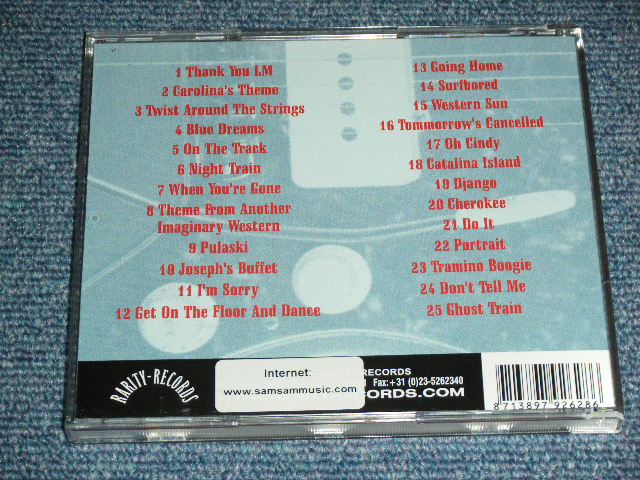 1 Thank You LM
2 Carolina's Theme
3 Twist Around The Strings
4 Blue Dreams
5 On The Track
6 Night Train
7 When You're Gone
8 Theme From Another
Imaginary Western
9 Pulaski
10 Joseph's Buffet
11 I'm Sorry
12 Get On The Floor And Dance
13 Going Home
14 Surfbored
15 Western Sun
16 Tommorrow's Cancelled
17 Oh Cindy
18 Catalina Island
19 Django
20 Cherokee
21 Do It
22 Portrait
23 Tramino Boogie
24 Don't Tell Me
25 Ghost Train
RARITY-RECORDS
Internet:
www.samsammusic.com
RECORDS
Fax:+31 (0)23-5262340
CORDS.COM
8713897 926286